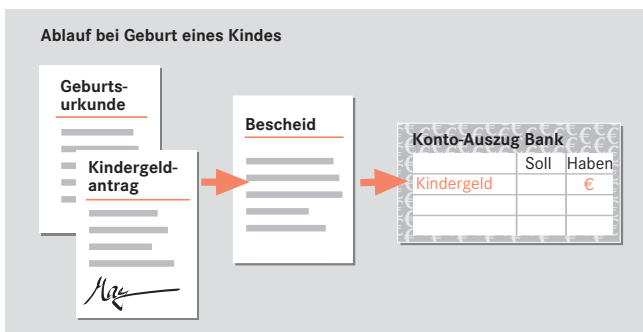 Ablauf bei Geburt eines Kindes
Geburts-
urkunde
Kindergeld-
antrag
Bescheid
Konto-Auszug Bank
Soll Haben
Kindergeld €